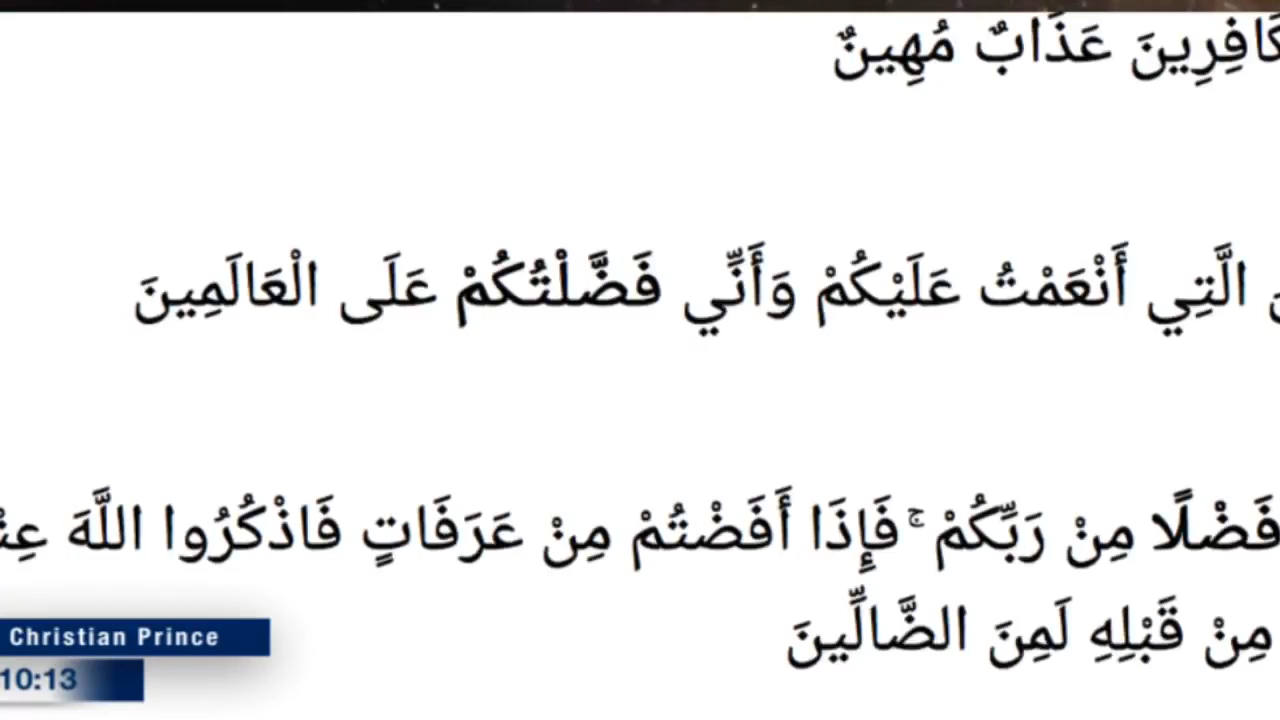 كَافِرِينَ عَذَابٌ مُهِينٌ
الَّتِي أَنْعَمْتُ عَلَيْكُمْ وَأَنِّي فَضَّلْتُكُمْ عَلَى الْعَالَمِينَ
فَضْلًا مِنْ رَبِّكُمْ ۚ فَإِذَا أَفَضْتُمْ مِنْ عَرَفَاتٍ فَاذْكُرُوا اللَّهَ
مِنْ قَبْلِهِ لَمِنَ الضَّالِّينَ
Christian Prince
10:13